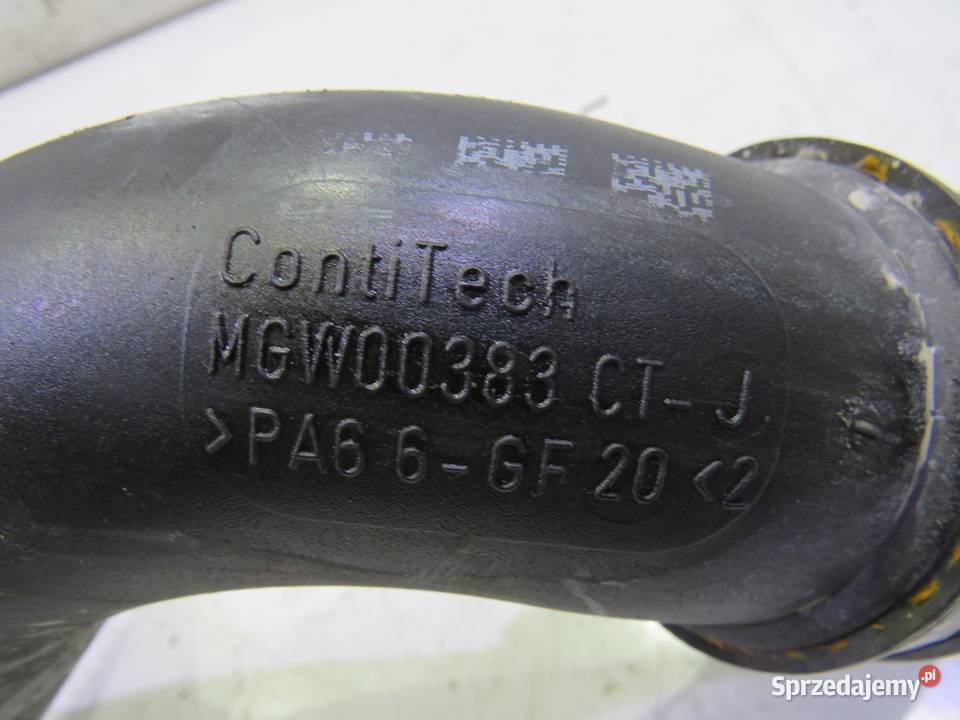 ContiTech
MGW00383 CT-J
>PA6 6-GF 20 <2
Sprzedajemy.pl